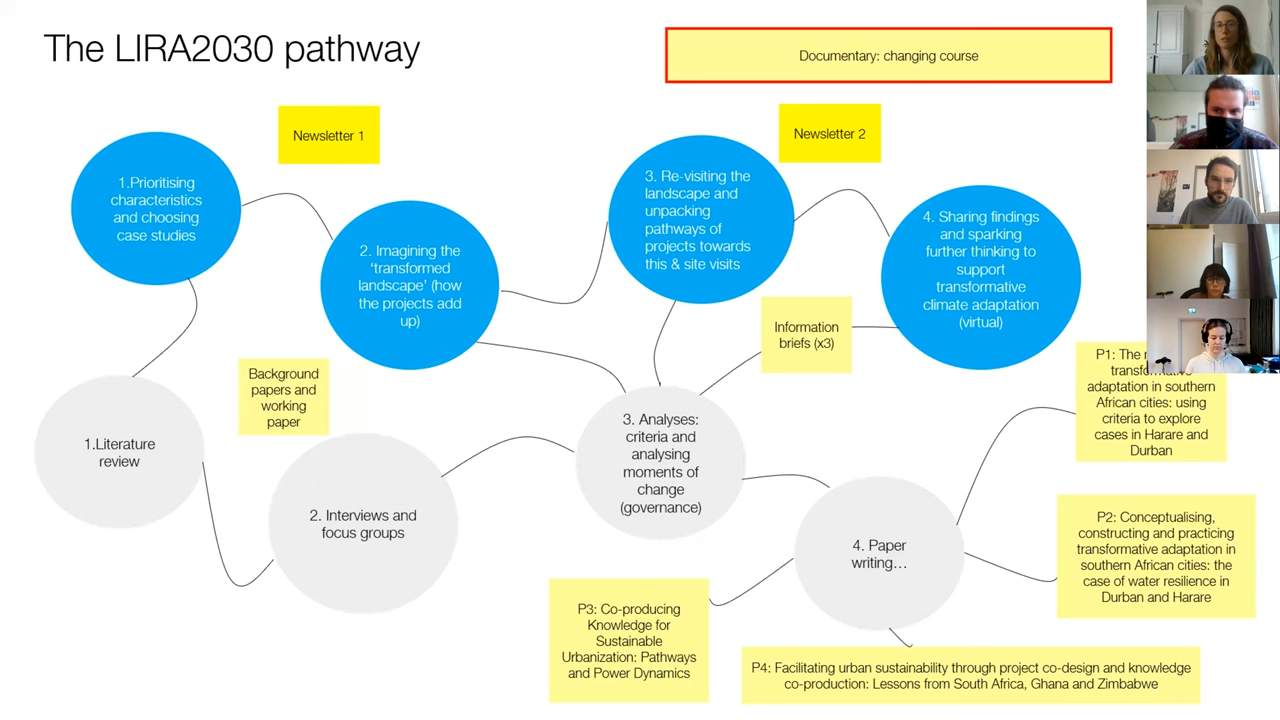 The LIRA2030 pathway
Documentary: changing course
Newsletter 1
Newsletter 2
1.Prioritising
characteristics
and choosing
case studies
2. Imagining the
‘transformed
landscape’ (how
the projects add
up)
3. Re-visiting the
landscape and
unpacking
pathways of
projects towards
this & site visits
4. Sharing findings
and sparking
further thinking to
support
transformative
climate adaptation
(virtual)
Information
briefs (x3)
Background
papers and
working
paper
1.Literature
review
2. Interviews and
focus groups
3. Analyses:
criteria and
analysing
moments of
change
(governance)
4. Paper
writing…
P1: The
transformative
adaptation in southern
African cities: using
criteria to explore
cases in Harare and
Durban
P2: Conceptualising,
constructing and practicing
transformative adaptation in
southern African cities: the
case of water resilience in
Durban and Harare
P3: Co-producing
Knowledge for
Sustainable
Urbanization: Pathways
and Power Dynamics
P4: Facilitating urban sustainability through project co-design and knowledge
co-production: Lessons from South Africa, Ghana and Zimbabwe